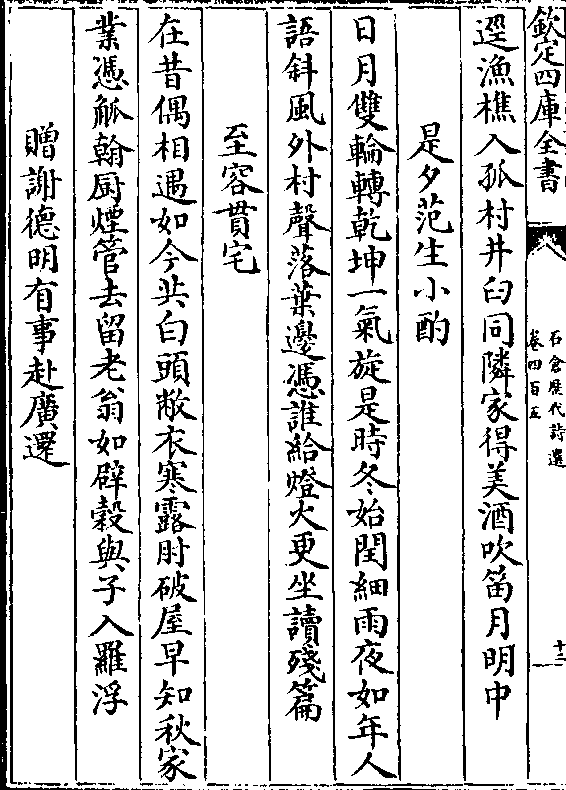 欽定四庫全書
石倉歷代詩選
卷四百五
十二
逕漁樵入孤村井臼同隣家得美酒吹笛月明中
是夕范生小酌
日月雙輪轉乾坤一氣旋是時冬始閏細雨夜如年人
語斜風外村聲落葉邊憑誰給燈火更坐讀殘篇
至容貫宅
在昔偶相遇如今共白頭敝衣寒露肘破屋早知秋家
業憑觚翰厨煙管去留老翁如辟穀與子入羅浮
贈謝德明有事赴廣還